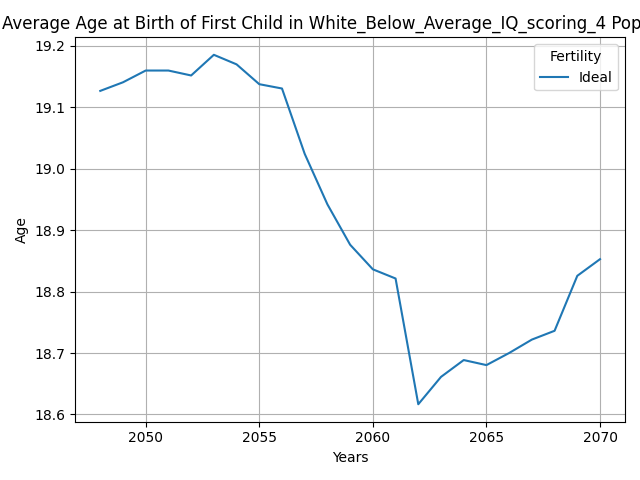 Average Age at Birth of First Child in White_Below_Average_IQ_scoring_4 Pop
Fertility
Ideal
19.2
19.1
19.0
18.9
18.8
18.7
18.6
Age
2050 2055 2060 2065 2070
Years